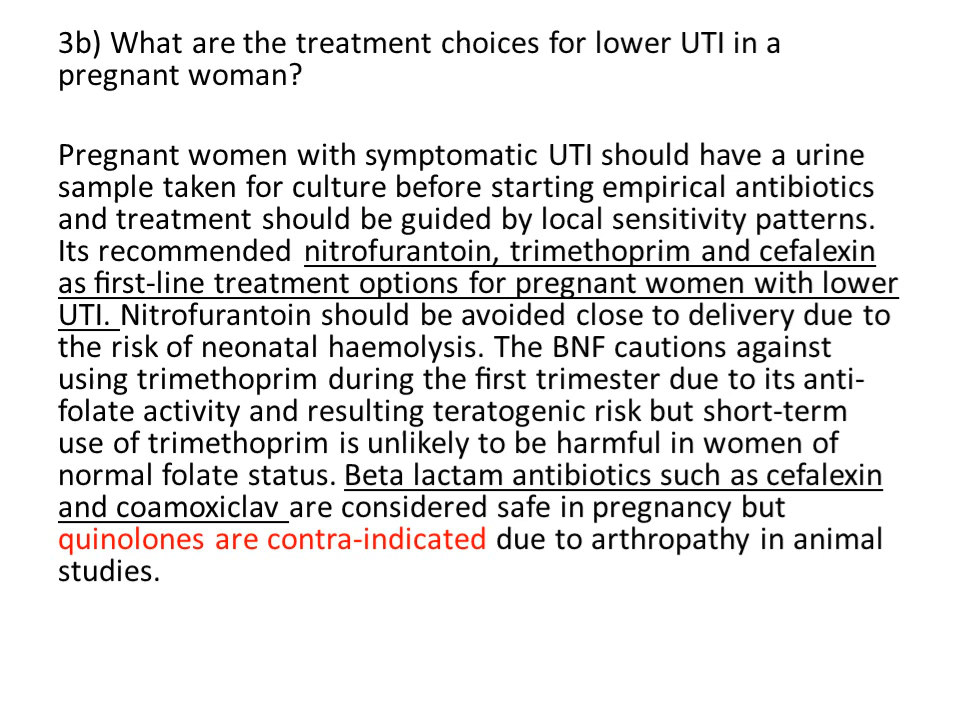 3b) What are the treatment choices for lower UTI in a
pregnant woman?
Pregnant women with symptomatic UTI should have a urine
sample taken for culture before starting empirical antibiotics
and treatment should be guided by local sensitivity patterns.
Its recommended nitrofurantoin, trimethoprim and cefalexin
as first-line treatment options for pregnant women with lower
UTI. Nitrofurantoin should be avoided close to delivery due to
the risk of neonatal haemolysis. The BNF cautions against
using trimethoprim during the first trimester due to its anti-
folate activity and resulting teratogenic risk but short-term
use of trimethoprim is unlikely to be harmful in women of
normal folate status. Beta lactam antibiotics such as cefalexin
and coamoxiclav are considered safe in pregnancy but
quinolones are contra-indicated due to arthropathy in animal
studies.